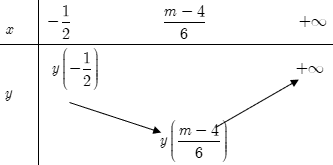 x −1/2 (m − 4)/6 +∞
y y(−1/2) +∞
y((m − 4)/6)